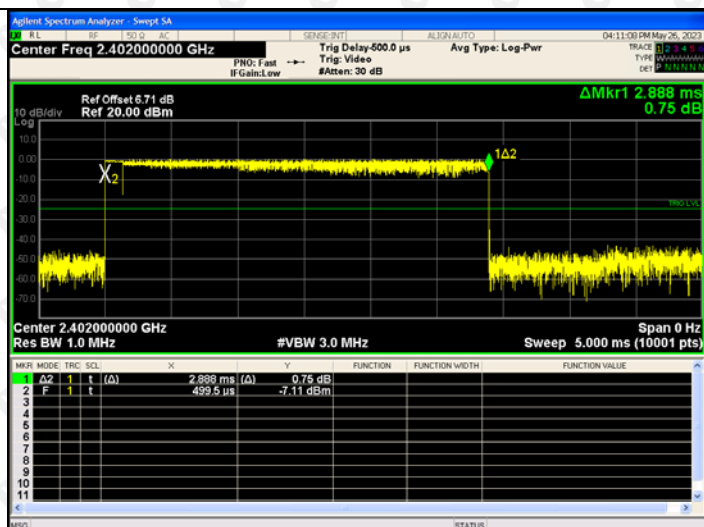 Agilent Spectrum Analyzer - Swept SA
RL RF 50 Ω AC SENSE:INT ALIGN AUTO 04:11:08 PM May 26, 2023
Center Freq 2.402000000 GHz Trig Delay-500.0 µs Avg Type: Log-Pwr TRACE 1 2 3 4 5 6
PNO: Fast Trig: Video TYPE W
IFGain:Low #Atten: 30 dB DET P N N N N N
ΔMkr1 2.888 ms
0.75 dB
Ref Offset 6.71 dB
10 dB/div Ref 20.00 dBm
Log
10.0
0.00
-10.0
-20.0
-30.0
-40.0
-50.0
-60.0
-70.0
X2
1Δ2
TRIG LVL
Center 2.402000000 GHz Span 0 Hz
Res BW 1.0 MHz #VBW 3.0 MHz Sweep 5.000 ms (10001 pts)
MKR MODE TRC SCL X Y FUNCTION FUNCTION WIDTH FUNCTION VALUE
1 Δ2 1 t (Δ) 2.888 ms (Δ) 0.75 dB
2 F 1 t 499.5 µs -7.11 dBm
3
4
5
6
7
8
9
10
11
MSG STATUS